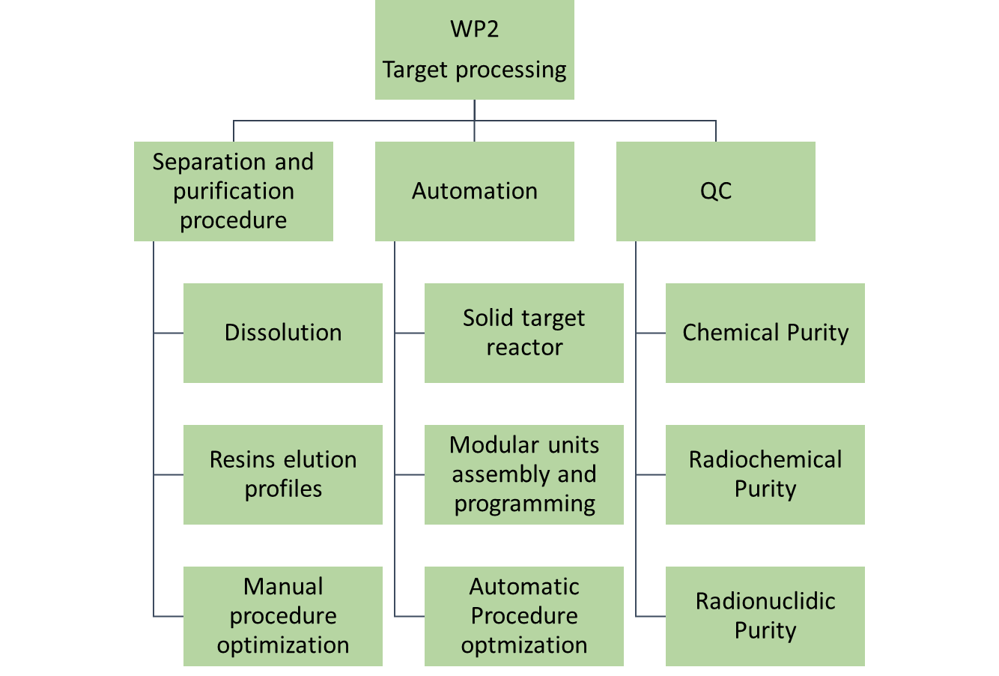 WP2
Target processing
Separation and
purification
procedure
Automation
QC
Dissolution
Solid target
reactor
Chemical Purity
Resins elution
profiles
Modular units
assembly and
programming
Radiochemical
Purity
Manual
procedure
optimization
Automatic
Procedure
optmization
Radionuclidic
Purity